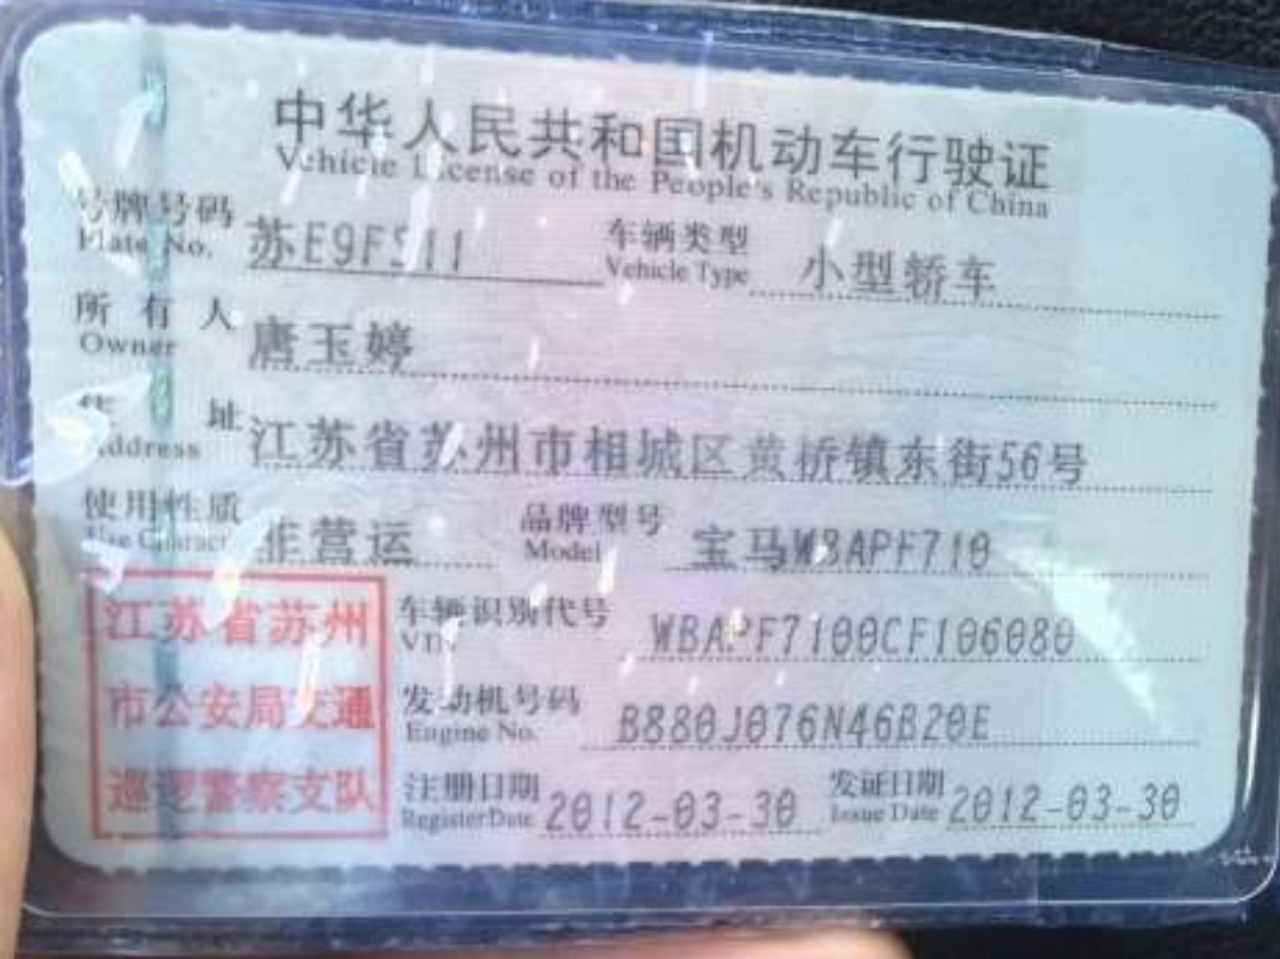 中华人民共和国机动车行驶证
Vehicle License of the People's Republic of China
号牌号码 苏E9F511 车辆类型 小型轿车
Plate No. Vehicle Type
所有人 唐玉婷
Owner
住址 江苏省苏州市相城区黄桥镇东街56号
Address
使用性质 非营运 品牌型号 宝马WBAPF710
Use Character Model
江苏省苏州
市公安局交通
巡逻警察支队
车辆识别代号 WBAPF7100CF106080
VIN
发动机号码 B880J076N46B20E
Engine No.
注册日期 2012-03-30 发证日期 2012-03-30
Register Date Issue Date